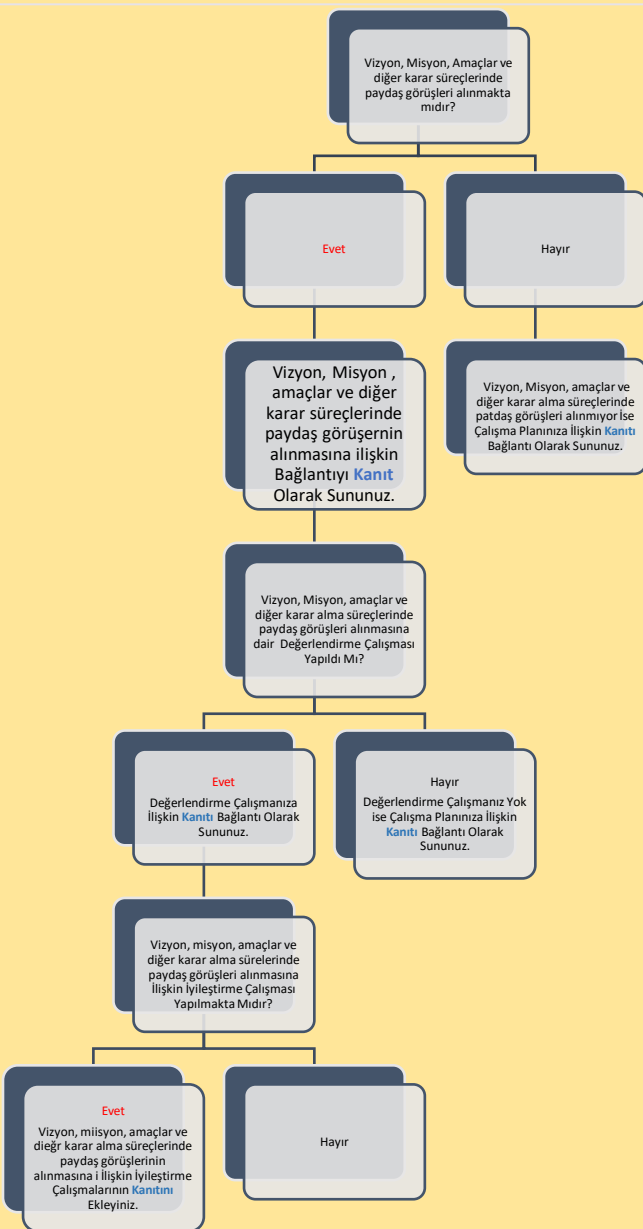 Vizyon, Misyon, Amaçlar ve
diğer karar süreçlerinde
paydaş görüşleri alınmakta
mıdır?
Evet
Hayır
Vizyon, Misyon ,
amaçlar ve diğer
karar süreçlerinde
paydaş görüşernin
alınmasına ilişkin
Bağlantıyı Kanıt
Olarak Sununuz.
Vizyon, Misyon, amaçlar ve
diğer karar alma süreçlerinde
patdaş görüşleri alınmıyor İse
Çalışma Planınıza İlişkin Kanıtı
Bağlantı Olarak Sununuz.
Vizyon, Misyon, amaçlar ve
diğer karar alma süreçlerinde
paydaş görüşleri alınmasına
dair Değerlendirme Çalışması
Yapıldı Mı?
Evet
Değerlendirme Çalışmanıza
İlişkin Kanıtı Bağlantı Olarak
Sununuz.
Hayır
Değerlendirme Çalışmanız Yok
ise Çalışma Planınıza İlişkin
Kanıtı Bağlantı Olarak
Sununuz.
Vizyon, misyon, amaçlar ve
diğer karar alma sürelerinde
paydaş görüşleri alınmasına
İlişkin İyileştirme Çalışması
Yapılmakta Mıdır?
Evet
Vizyon, miisyon, amaçlar ve
dieğr karar alma süreçlerinde
paydaş görüşlerinin
alınmasına i İlişkin İyileştirme
Çalışmalarının Kanıtını
Ekleyiniz.
Hayır